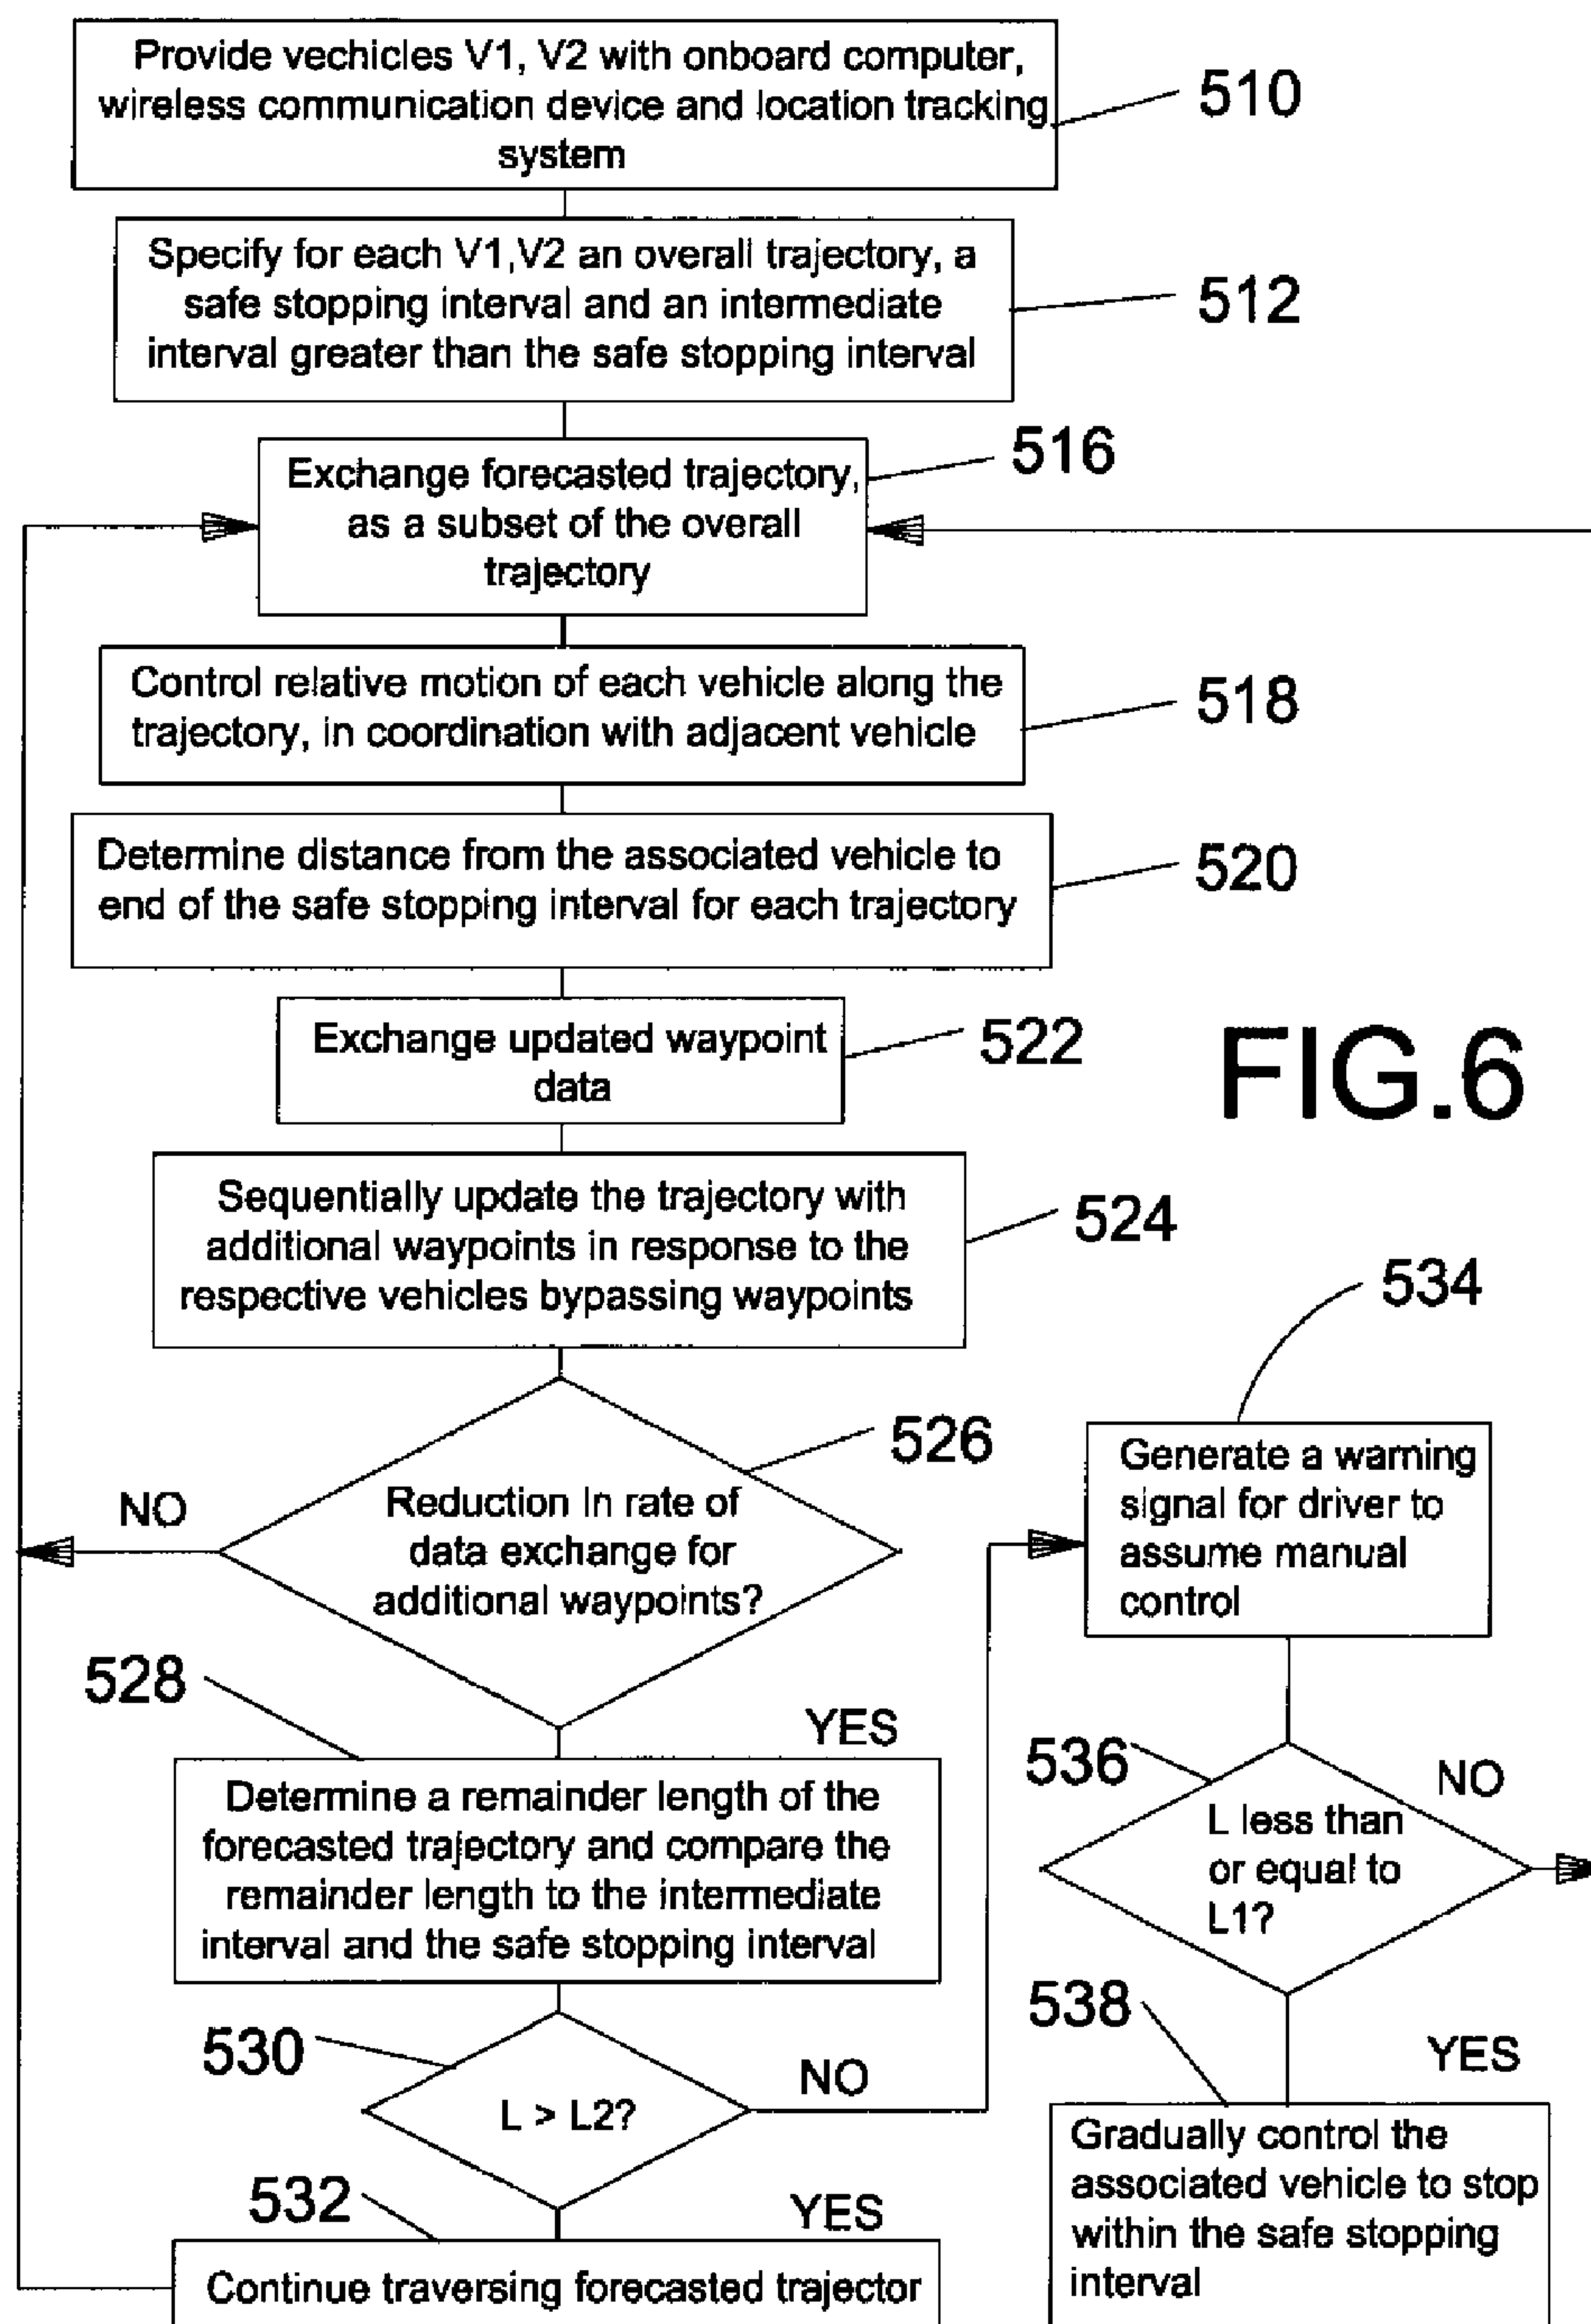 Provide vechicles V1, V2 with onboard computer,
wireless communication device and location tracking
system
510
Specify for each V1,V2 an overall trajectory, a
safe stopping interval and an intermediate
interval greater than the safe stopping interval
512
Exchange forecasted trajectory,
as a subset of the overall
trajectory
516
Control relative motion of each vehicle along the
trajectory, in coordination with adjacent vehicle
518
Determine distance from the associated vehicle to
end of the safe stopping interval for each trajectory
520
Exchange updated waypoint
data
522
FIG.6
Sequentially update the trajectory with
additional waypoints in response to the
respective vehicles bypassing waypoints
524
Reduction In rate of
data exchange for
additional waypoints?
526
NO
YES
528
Determine a remainder length of the
forecasted trajectory and compare the
remainder length to the intermediate
interval and the safe stopping interval
530
L > L2?
NO
YES
532
Continue traversing forecasted trajector
534
Generate a warning
signal for driver to
assume manual
control
536
L less than
or equal to
L1?
NO
YES
538
Gradually control the
associated vehicle to stop
within the safe stopping
interval